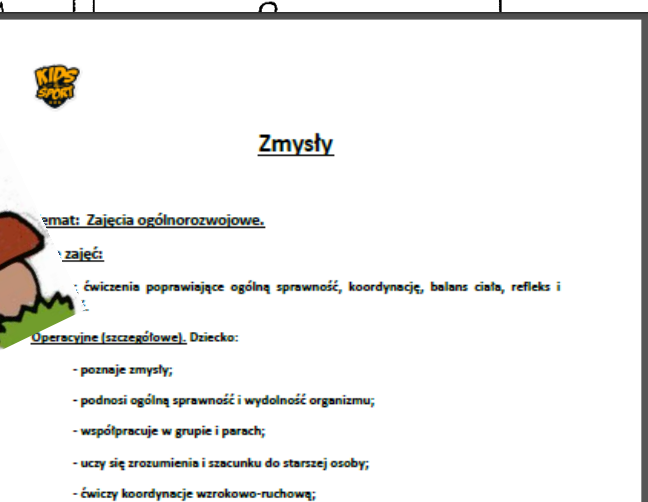 KIDS
SPORT
Zmysły
emat: Zajęcia ogólnorozwojowe.
zajęć:
ćwiczenia poprawiające ogólną sprawność, koordynację, balans ciała, refleks i
Operacyjne (szczegółowe). Dziecko:
- poznaje zmysły;
- podnosi ogólną sprawność i wydolność organizmu;
- współpracuje w grupie i parach;
- uczy się zrozumienia i szacunku do starszej osoby;
- ćwiczy koordynacje wzrokowo-ruchową;